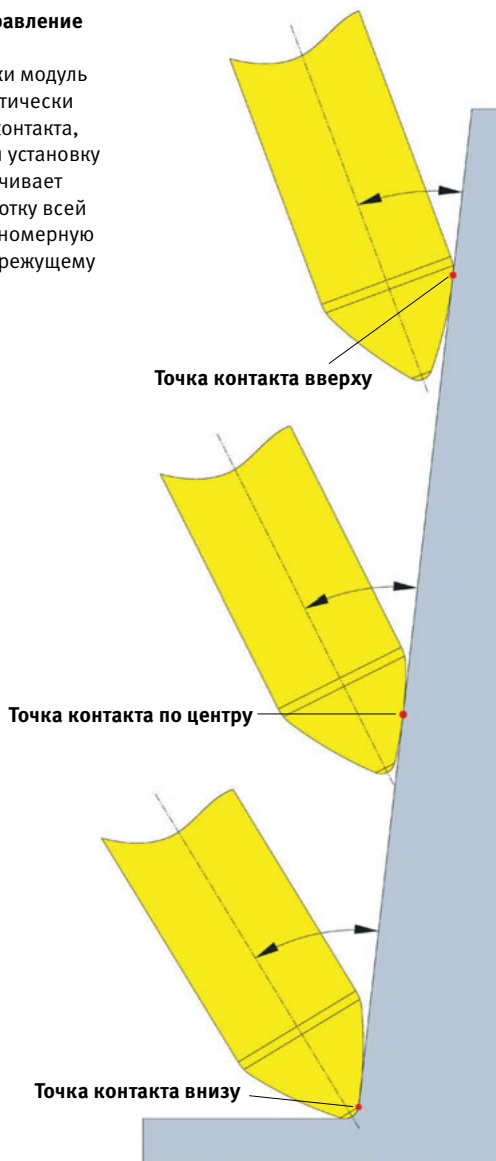 равление
ки модуль
тически
контакта,
и установку
чивает
отку всей
номерную
режущему
Точка контакта вверху
Точка контакта по центру
Точка контакта внизу